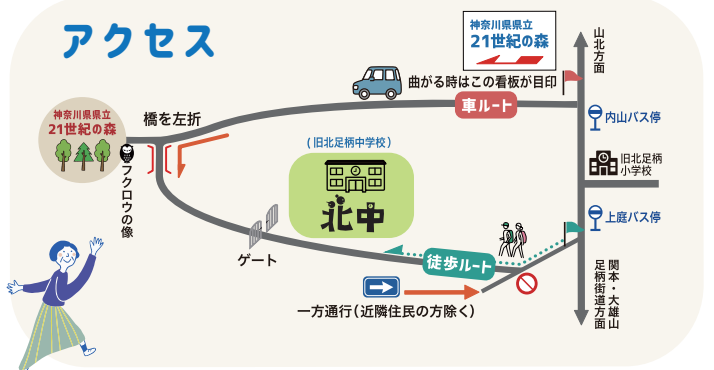 アクセス
神奈川県県立
21世紀の森
山北方面
曲がる時はこの看板が目印
車ルート
神奈川県県立
21世紀の森
橋を左折
内山バス停
(旧北足柄中学校)
旧北足柄
小学校
フクロウの像
北中
上庭バス停
ゲート
徒歩ルート
関本・大雄山
足柄街道方面
一方通行(近隣住民の方除く)